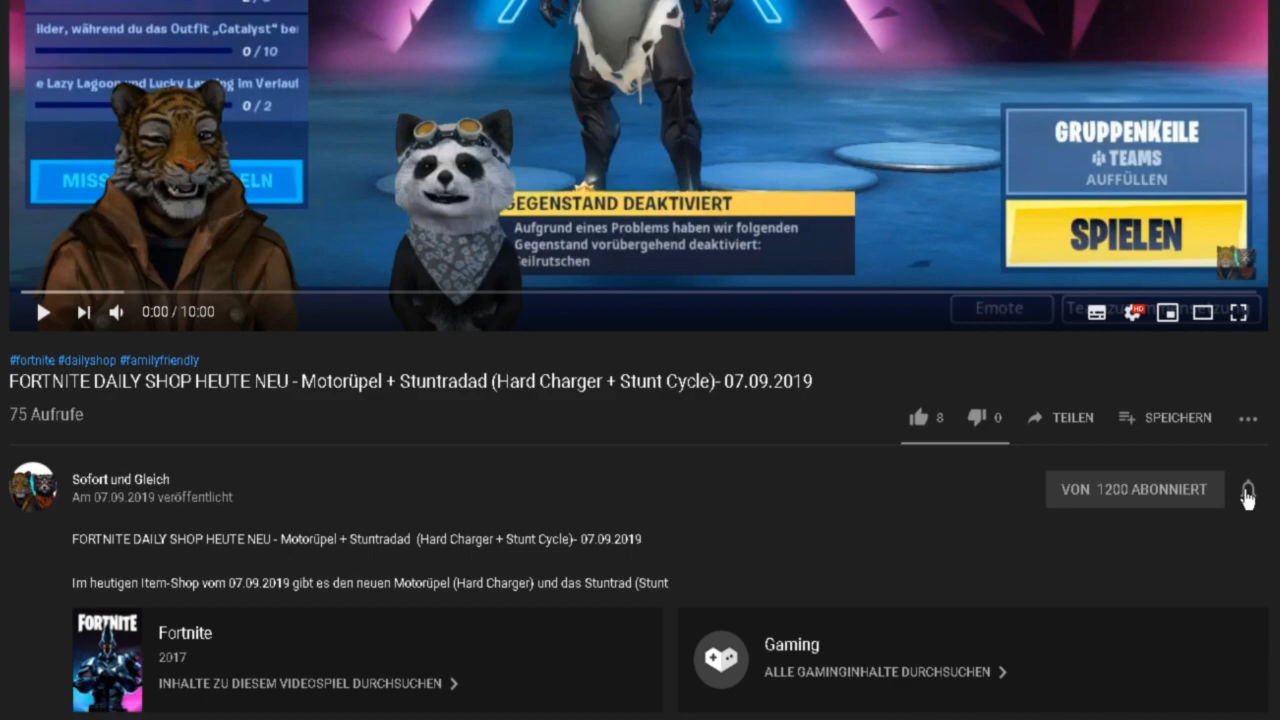 ilder, während du das Outfit „Catalyst“ be
0 / 10
e Lazy Lagoon und Lucky Landing im Verlauf
0 / 2
GRUPPENKEILE
TEAMS
AUFFÜLLEN
MISS ELN
GEGENSTAND DEAKTIVIERT
SPIELEN
Aufgrund eines Problems haben wir folgenden
Gegenstand vorübergehend deaktiviert:
eilrutschen
0:00 / 10:00
Emote
HD
#fortnite #dailyshop #familyfriendly
FORTNITE DAILY SHOP HEUTE NEU - Motorüpel + Stuntradad (Hard Charger + Stunt Cycle)- 07.09.2019
75 Aufrufe
8
0
TEILEN
SPEICHERN
Sofort und Gleich
Am 07.09.2019 veröffentlicht
VON 1200 ABONNIERT
FORTNITE DAILY SHOP HEUTE NEU - Motorüpel + Stuntradad (Hard Charger + Stunt Cycle)- 07.09.2019
Im heutigen Item-Shop vom 07.09.2019 gibt es den neuen Motorüpel (Hard Charger) und das Stuntrad (Stunt
FORTNITE
Fortnite
2017
INHALTE ZU DIESEM VIDEOSPIEL DURCHSUCHEN
Gaming
ALLE GAMINGINHALTE DURCHSUCHEN